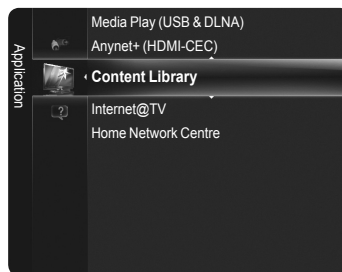 Application
Media Play (USB & DLNA)
Anynet+ (HDMI-CEC)
Content Library
Internet@TV
Home Network Centre